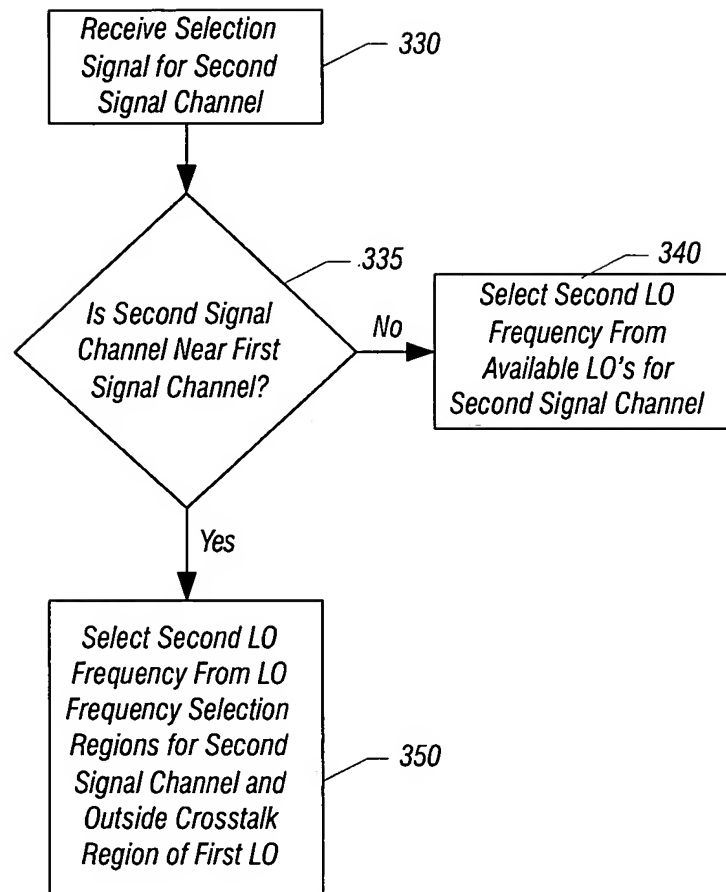 Receive Selection
Signal for Second
Signal Channel
330
335
Is Second Signal
Channel Near First
Signal Channel?
No
340
Select Second LO
Frequency From
Available LO's for
Second Signal Channel
Yes
Select Second LO
Frequency From LO
Frequency Selection
Regions for Second
Signal Channel and
Outside Crosstalk
Region of First LO
350